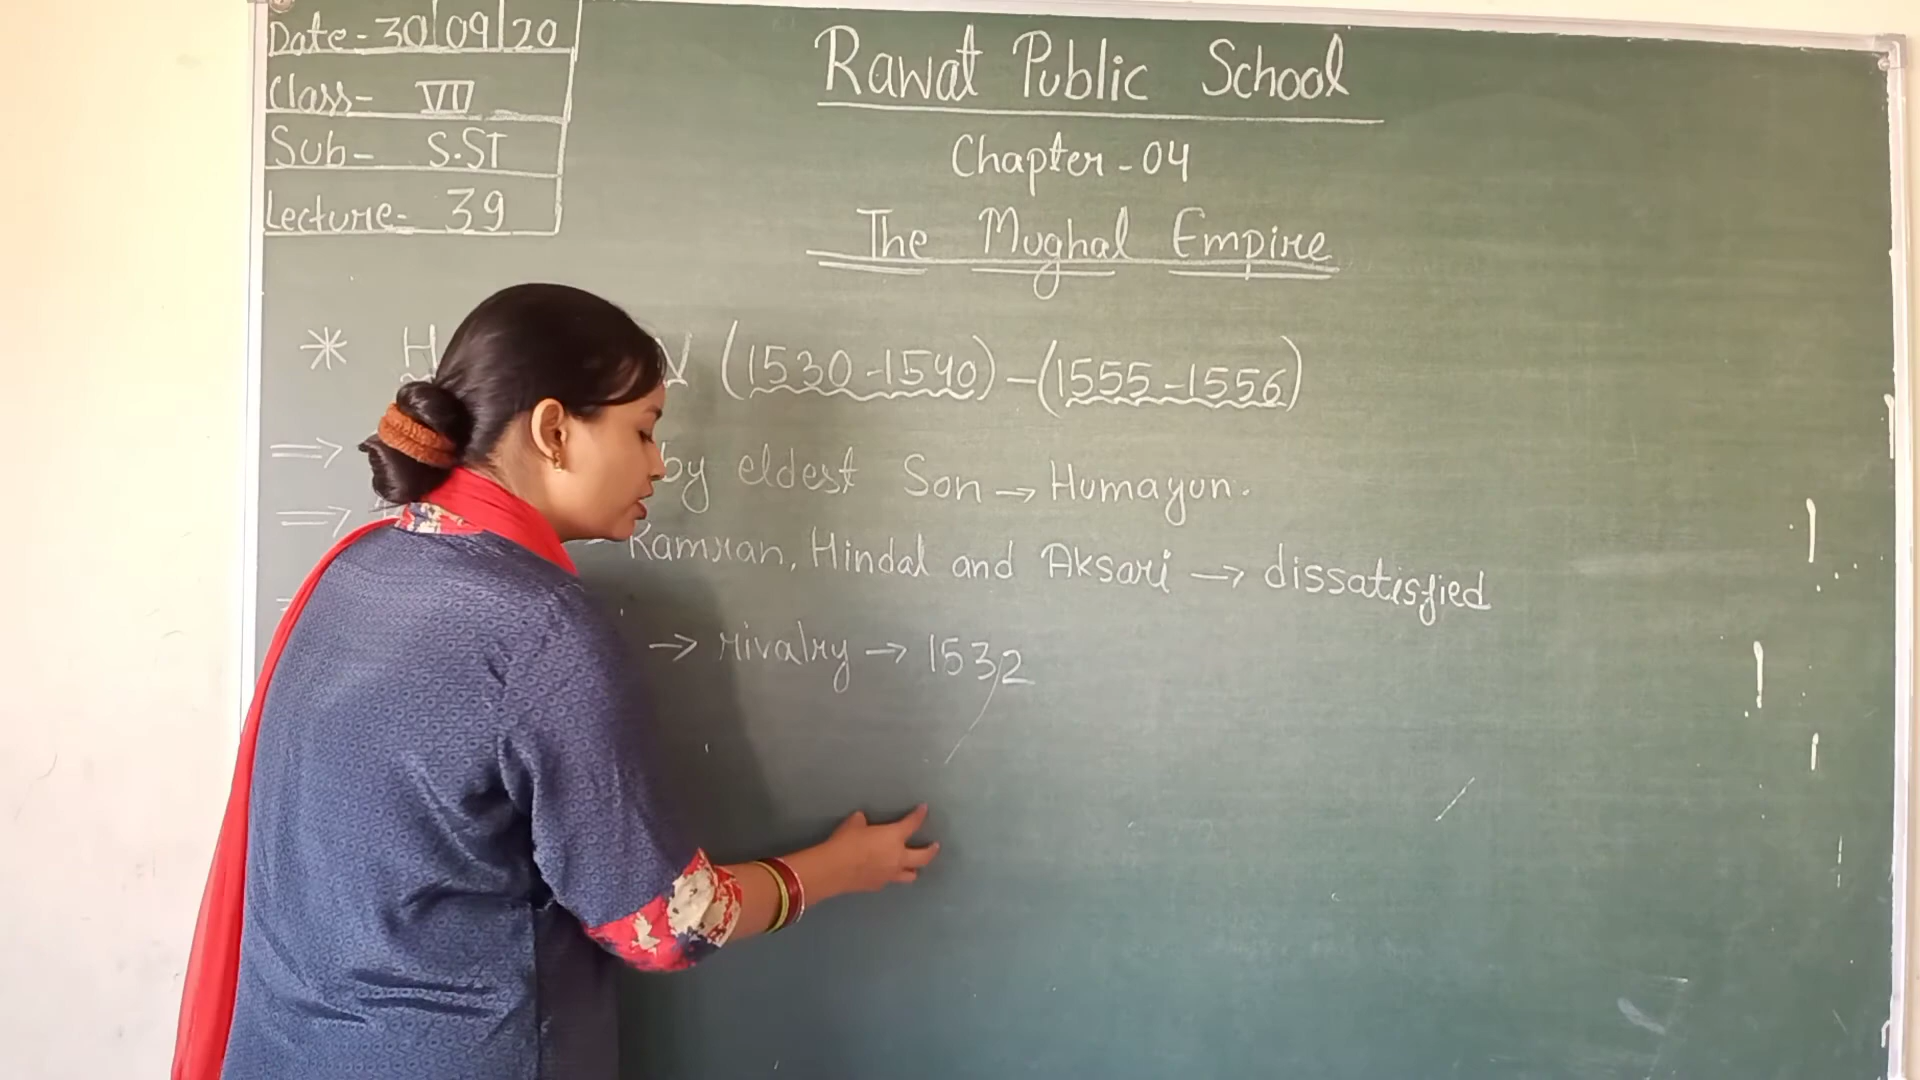 Date - 30/09/20
Class - VII
Sub - S.ST
Lecture - 39
Rawat Public School
Chapter - 04
The Mughal Empire
* (1530-1540) - (1555-1556)
⇒ by eldest Son → Humayun.
⇒ Kamran, Hindal and Aksari → dissatisfied
→ rivalry → 1532